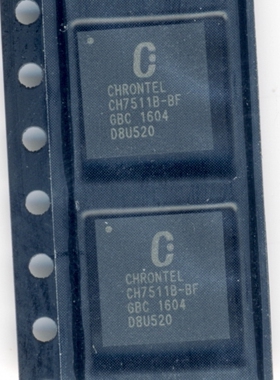 CHRONTEL
CH7511B-BF
GBC 1604
D8U520
CHRONTEL
CH7511B-BF
GBC 1604
D8U520